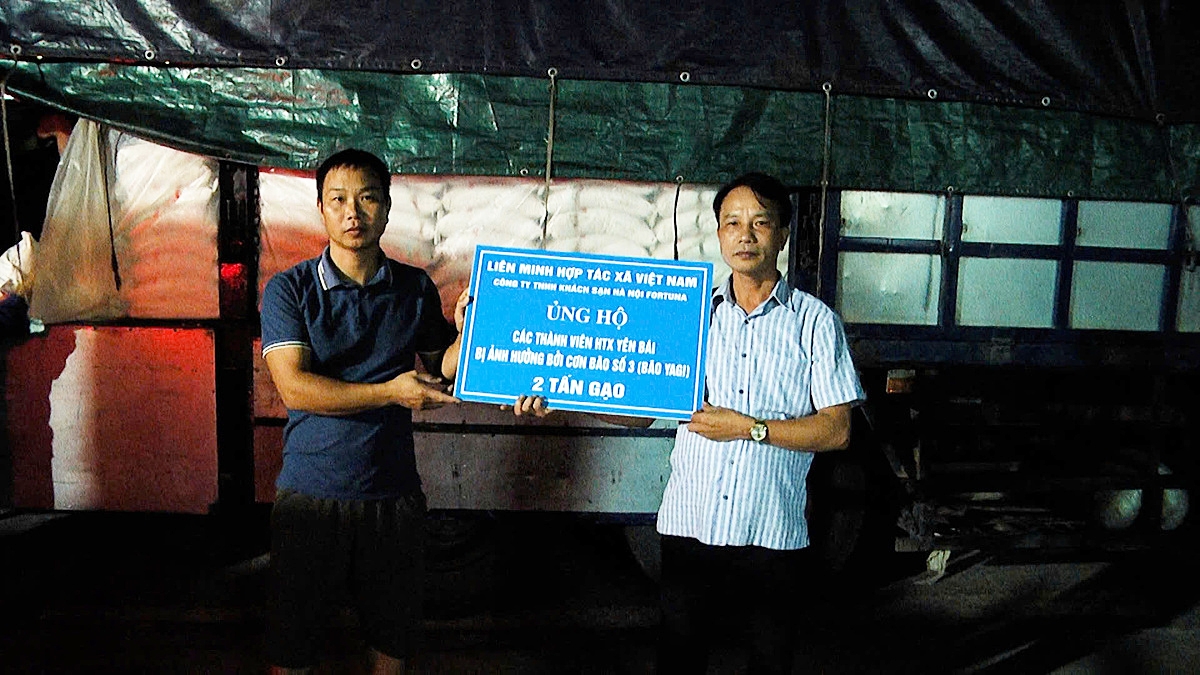 LIÊN MINH HỢP TÁC XÃ VIỆT NAM
CÔNG TY TNHH KHÁCH SẠN HÀ NỘI FORTUNA
ỦNG HỘ
CÁC THÀNH VIÊN HTX YÊN BÁI
BỊ ẢNH HƯỞNG BỞI CƠN BÃO SỐ 3 (BÃO YAGI)
2 TẤN GẠO